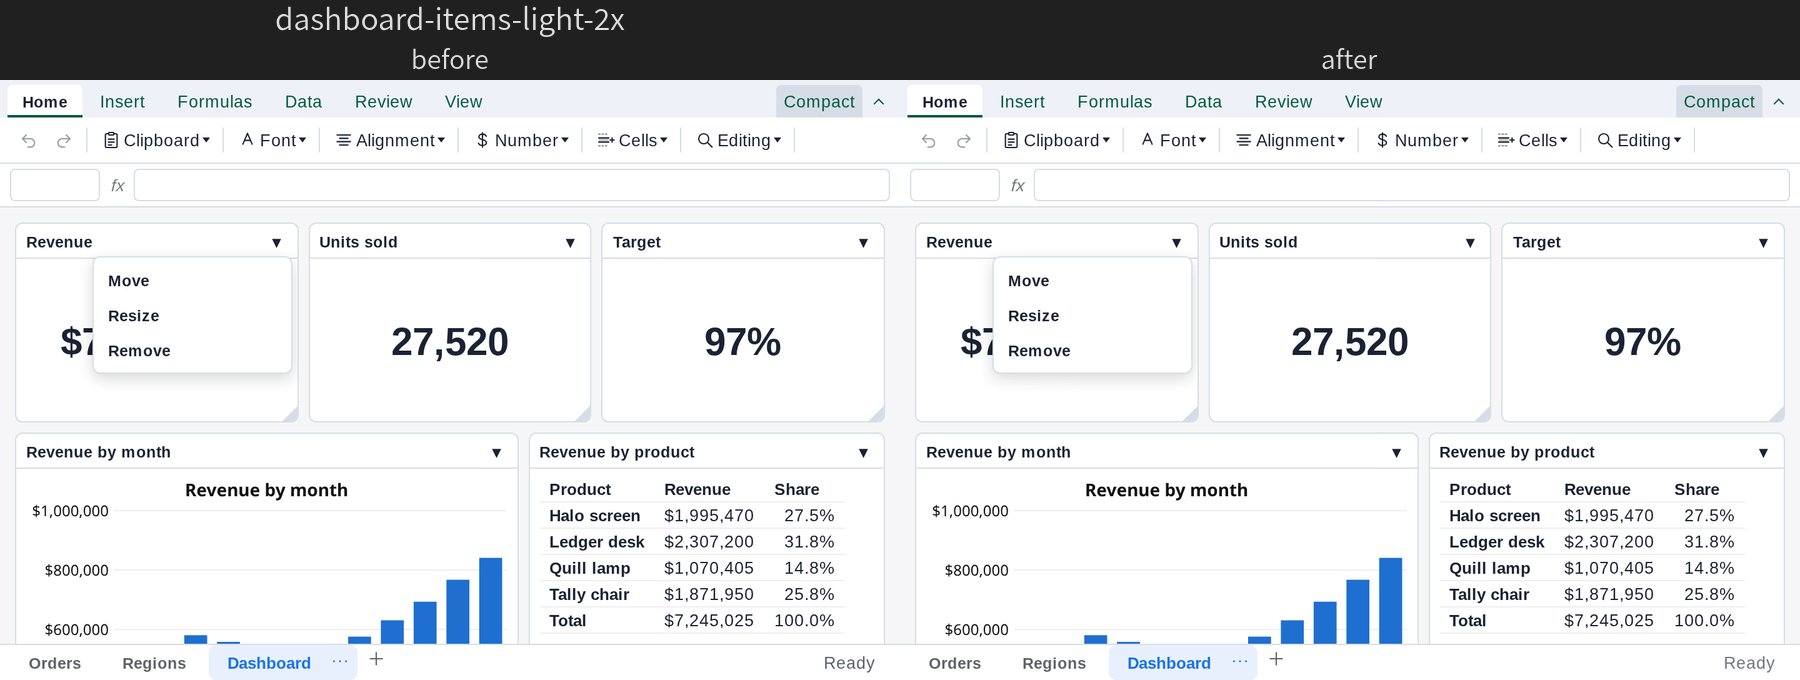 dashboard-items-light-2x
before
after
Home Insert Formulas Data Review View Compact
Clipboard Font Alignment $ Number Cells Editing
fx
Revenue Units sold Target
Move
Resize
Remove
$7 27,520 97%
Revenue by month Revenue by product
Revenue by month
$1,000,000
$800,000
$600,000
Product Revenue Share
Halo screen $1,995,470 27.5%
Ledger desk $2,307,200 31.8%
Quill lamp $1,070,405 14.8%
Tally chair $1,871,950 25.8%
Total $7,245,025 100.0%
Orders Regions Dashboard ... + Ready
Home Insert Formulas Data Review View Compact
Clipboard Font Alignment $ Number Cells Editing
fx
Revenue Units sold Target
Move
Resize
Remove
$7 27,520 97%
Revenue by month Revenue by product
Revenue by month
$1,000,000
$800,000
$600,000
Product Revenue Share
Halo screen $1,995,470 27.5%
Ledger desk $2,307,200 31.8%
Quill lamp $1,070,405 14.8%
Tally chair $1,871,950 25.8%
Total $7,245,025 100.0%
Orders Regions Dashboard ... + Ready